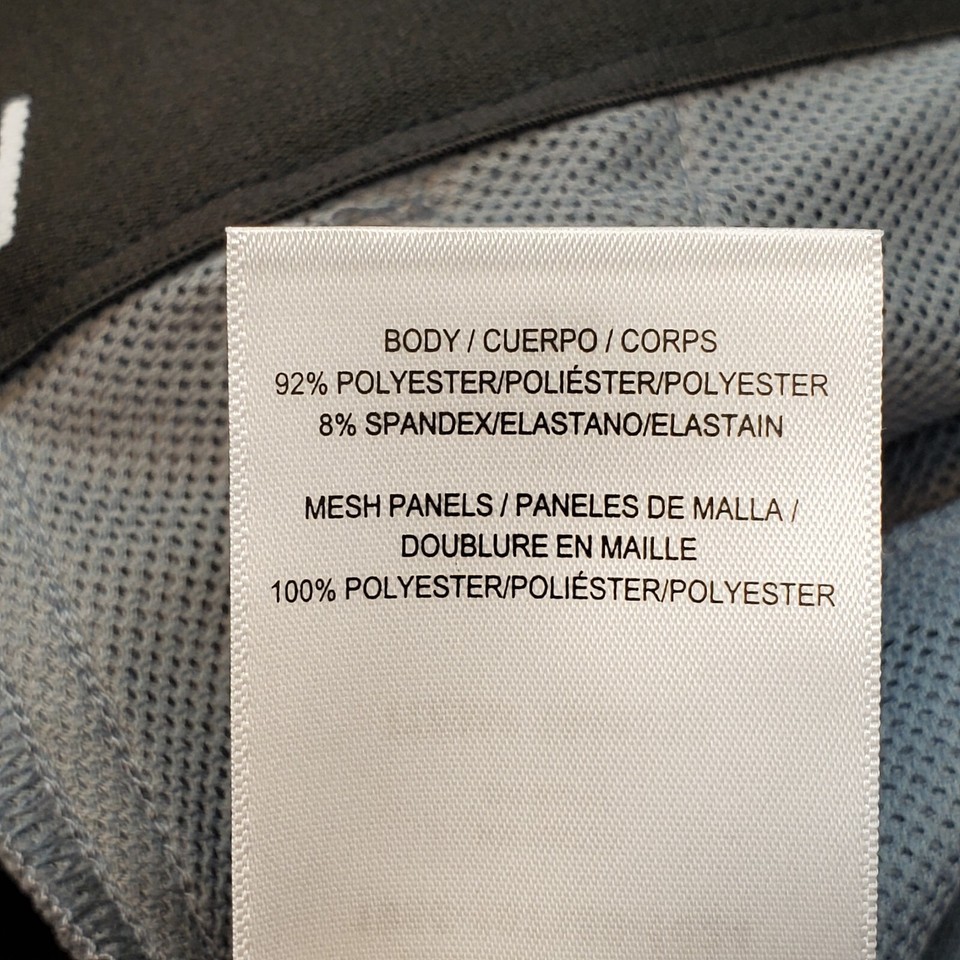 BODY / CUERPO / CORPS
92% POLYESTER/POLIÉSTER/POLYESTER
8% SPANDEX/ELASTANO/ELASTAIN
MESH PANELS / PANELES DE MALLA /
DOUBLURE EN MAILLE
100% POLYESTER/POLIÉSTER/POLYESTER